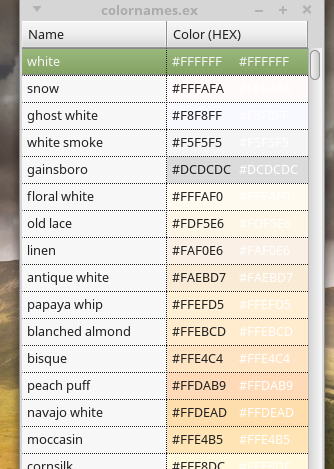 colornames.ex
Name Color (HEX)
white #FFFFFF #FFFFFF
snow #FFFAFA
ghost white #F8F8FF #F8F8FF
white smoke #F5F5F5 #F5F5F5
gainsboro #DCDCDC #DCDCDC
floral white #FFFAF0
old lace #FDF5E6 #FDF5E6
linen #FAF0E6 #FAF0E6
antique white #FAEBD7 #FAEBD7
papaya whip #FFEFD5 #FFEFD5
blanched almond #FFEBCD #FFEBCD
bisque #FFE4C4 #FFE4C4
peach puff #FFDAB9 #FFDAB9
navajo white #FFDEAD #FFDEAD
moccasin #FFE4B5 #FFE4B5
cornsilk #FFF8DC #FFF8DC